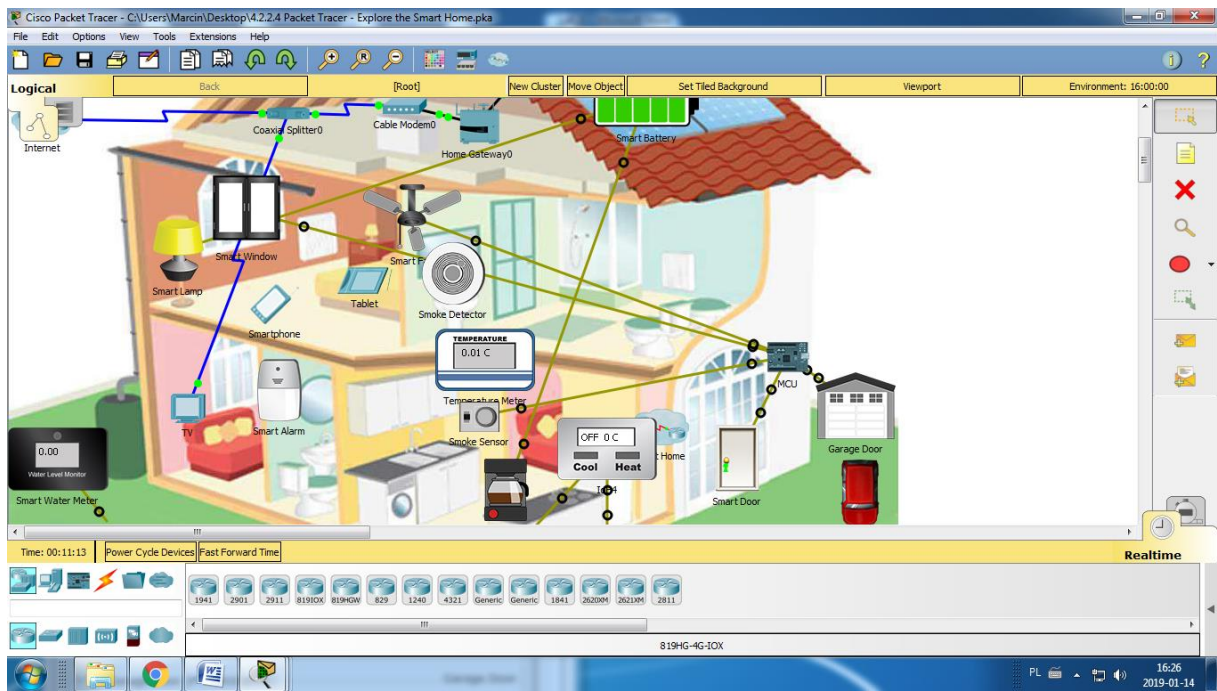 Cisco Packet Tracer - C:\Users\Marcin\Desktop\4.2.2.4 Packet Tracer - Explore the Smart Home.pka
File Edit Options View Tools Extensions Help
Logical Back [Root] New Cluster Move Object Set Tiled Background Viewport Environment: 16:00:00
Internet
Coaxial Splitter0
Cable Modem0
Home Gateway0
Smart Battery
Smart Window
Smart F
Smart Lamp
Tablet
Smoke Detector
Smartphone
TEMPERATURE
0.01 C
Temperature Meter
MCU
TV
Smart Alarm
Smoke Sensor
OFF 0 C
Cool Heat
t Home
Garage Door
0.00
Water Level Monitor
Smart Water Meter
Smart Door
Time: 00:11:13 Power Cycle Devices Fast Forward Time Realtime
1941 2901 2911 819IOX 819HGW 829 1240 4321 Generic Generic 1841 2620XM 2621XM 2811
819HG-4G-IOX
PL 16:26
2019-01-14